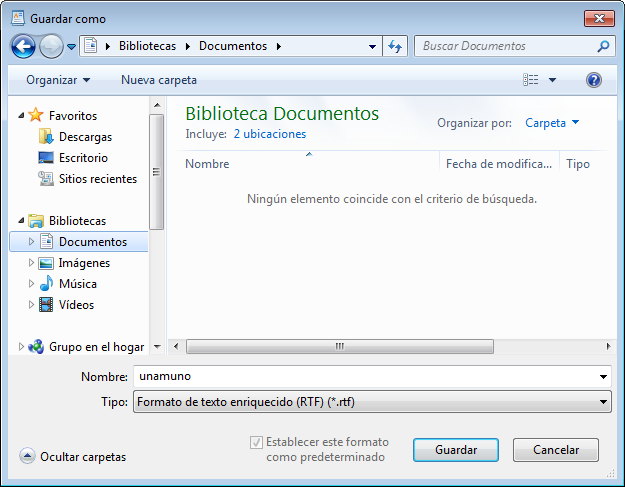 Guardar como
Bibliotecas Documentos
Buscar Documentos
Organizar Nueva carpeta
Favoritos
Descargas
Escritorio
Sitios recientes
Bibliotecas
Documentos
Imágenes
Música
Vídeos
Grupo en el hogar
Biblioteca Documentos
Incluye: 2 ubicaciones
Organizar por: Carpeta
Nombre Fecha de modifica... Tipo
Ningún elemento coincide con el criterio de búsqueda.
Nombre: unamuno
Tipo: Formato de texto enriquecido (RTF) (*.rtf)
Ocultar carpetas
Establecer este formato
como predeterminado
Guardar Cancelar